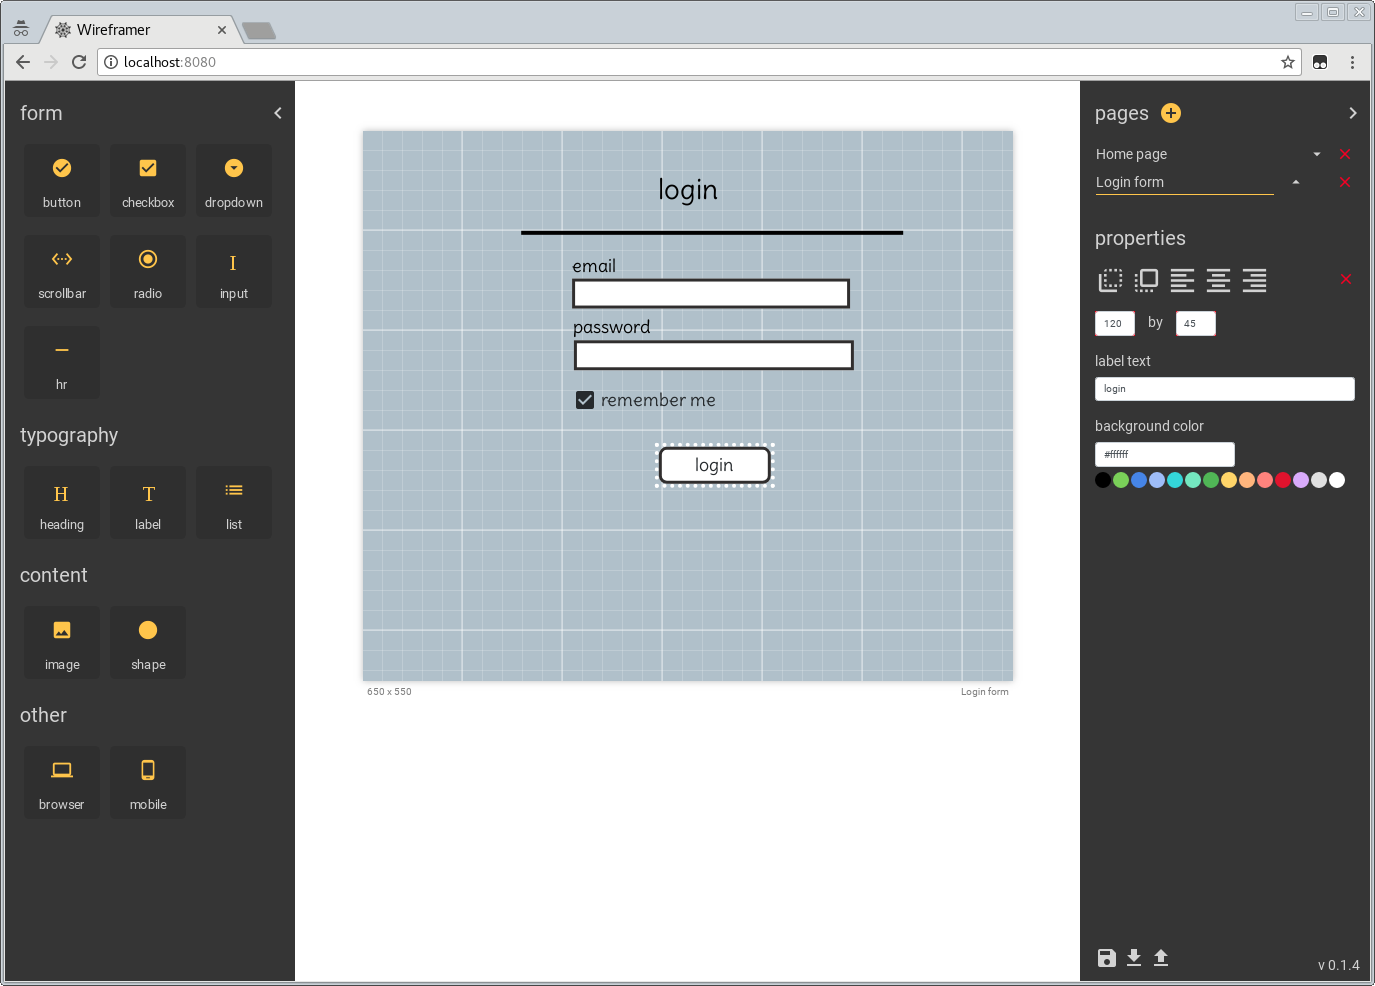 Wireframer
localhost:8080
form
button checkbox dropdown
scrollbar radio input
hr
typography
H T
heading label list
content
image shape
other
browser mobile
login
email
password
remember me
login
650 x 550 Login form
pages
Home page
Login form
properties
120 by 45
label text
login
background color
#ffffff
v 0.1.4